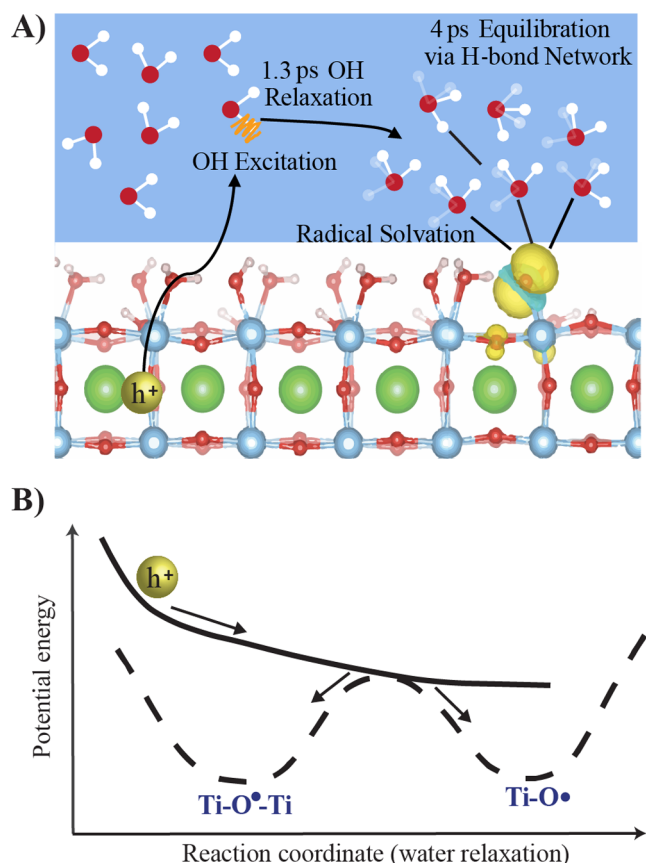 A)
4 ps Equilibration
via H-bond Network
1.3 ps OH
Relaxation
OH Excitation
Radical Solvation
h⁺
B)
h⁺
Potential energy
Ti-O•-Ti
Ti-O•
Reaction coordinate (water relaxation)